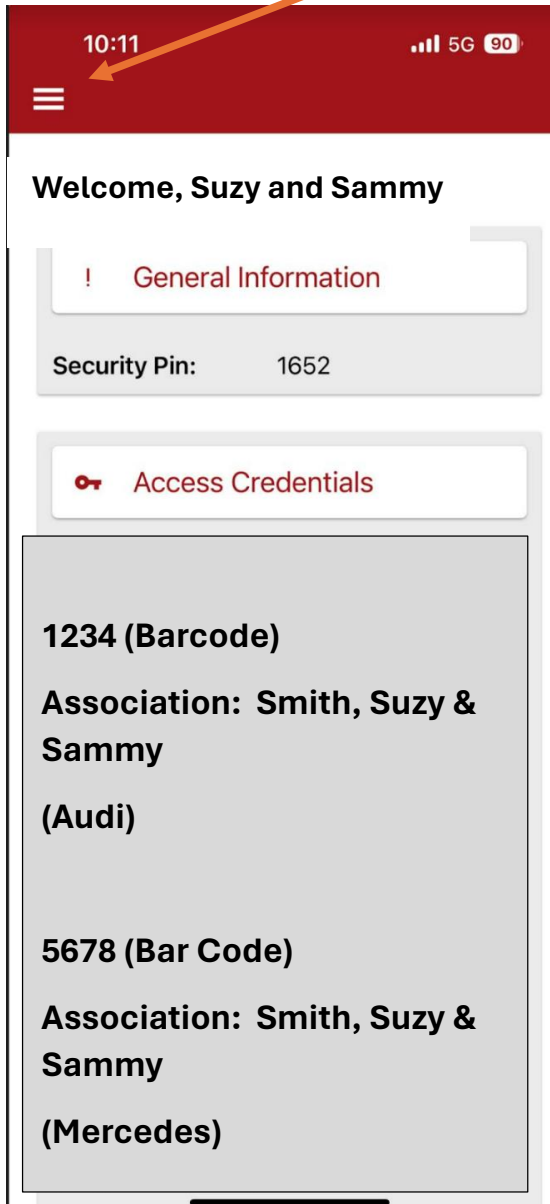 10:11 5G 90
Welcome, Suzy and Sammy
! General Information
Security Pin: 1652
Access Credentials
1234 (Barcode)
Association: Smith, Suzy &
Sammy
(Audi)
5678 (Bar Code)
Association: Smith, Suzy &
Sammy
(Mercedes)